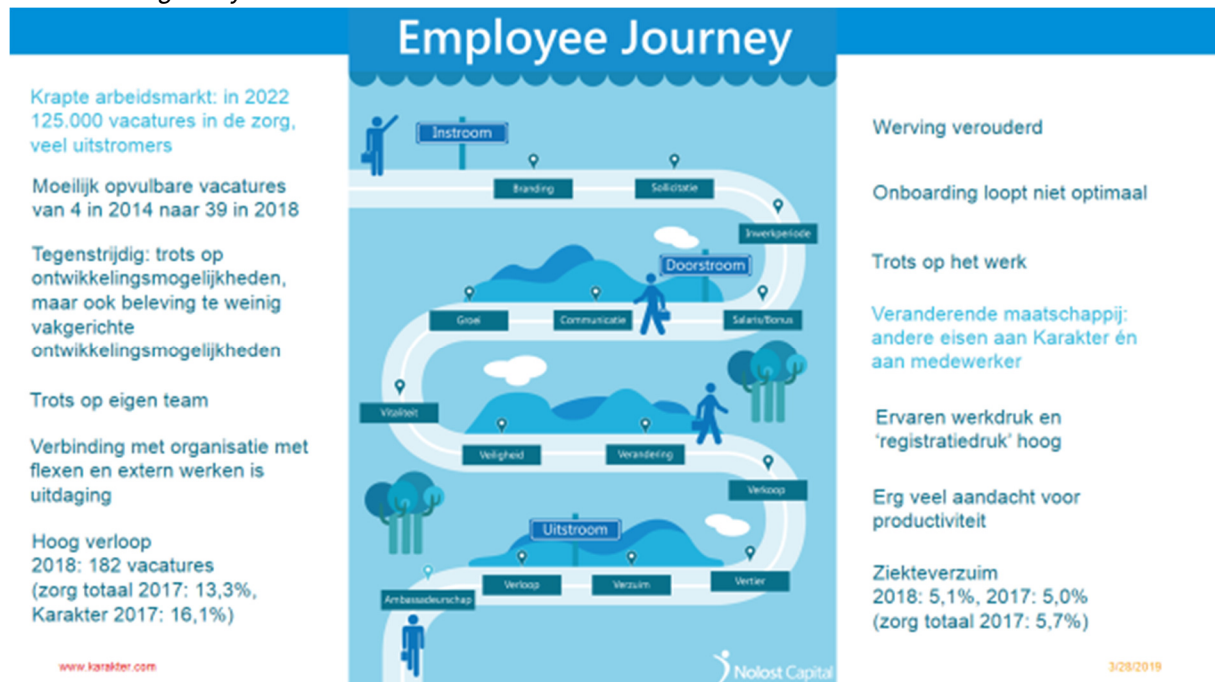 Employee Journey
Krapte arbeidsmarkt: in 2022
125.000 vacatures in de zorg,
veel uitstromers
Moeilijk opvulbare vacatures
van 4 in 2014 naar 39 in 2018
Tegenstrijdig: trots op
ontwikkelingsmogelijkheden,
maar ook beleving te weinig
vakgerichte
ontwikkelingsmogelijkheden
Trots op eigen team
Verbinding met organisatie met
flexen en extern werken is
uitdaging
Hoog verloop
2018: 182 vacatures
(zorg totaal 2017: 13,3%,
Karakter 2017: 16,1%)
www.karakter.com
Instroom
Branding
Sollicitatie
Inwerkperiode
Doorstroom
Salaris/Bonus
Communicatie
Groei
Vitaliteit
Veiligheid
Verandering
Verkoop
Uitstroom
Vertier
Verzuim
Verloop
Ambassadeurschap
Nolost Capital
Werving verouderd
Onboarding loopt niet optimaal
Trots op het werk
Veranderende maatschappij:
andere eisen aan Karakter én
aan medewerker
Ervaren werkdruk en
‘registratiedruk’ hoog
Erg veel aandacht voor
productiviteit
Ziekteverzuim
2018: 5,1%, 2017: 5,0%
(zorg totaal 2017: 5,7%)
3/28/2019